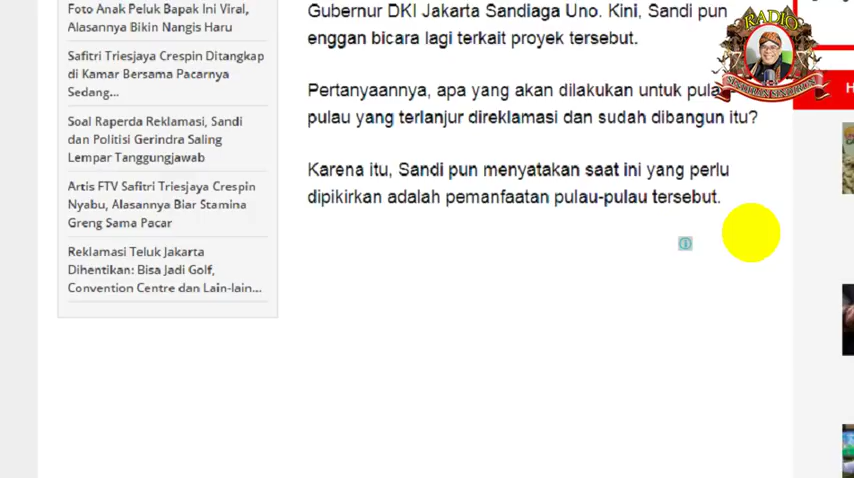 Foto Anak Peluk Bapak Ini Viral,
Alasannya Bikin Nangis Haru
Safitri Triesjaya Crespin Ditangkap
di Kamar Bersama Pacarnya
Sedang...
Soal Raperda Reklamasi, Sandi
dan Politisi Gerindra Saling
Lempar Tanggungjawab
Artis FTV Safitri Triesjaya Crespin
Nyabu, Alasannya Biar Stamina
Greng Sama Pacar
Reklamasi Teluk Jakarta
Dihentikan: Bisa Jadi Golf,
Convention Centre dan Lain-lain...
Gubernur DKI Jakarta Sandiaga Uno. Kini, Sandi pun
enggan bicara lagi terkait proyek tersebut.
Pertanyaannya, apa yang akan dilakukan untuk
pulau yang terlanjur direklamasi dan sudah dibangun itu?
Karena itu, Sandi pun menyatakan saat ini yang perlu
dipikirkan adalah pemanfaatan pulau-pulau tersebut.
RADIO
H